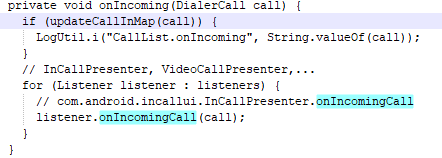 private void onIncoming(DialerCall call) {
if (updateCallInMap(call)) {
LogUtil.i("CallList.onIncoming", String.valueOf(call));
}
// InCallPresenter, VideoCallPresenter,...
for (Listener listener : listeners) {
// com.android.incallui.InCallPresenter.onIncomingCall
listener.onIncomingCall(call);
}
}